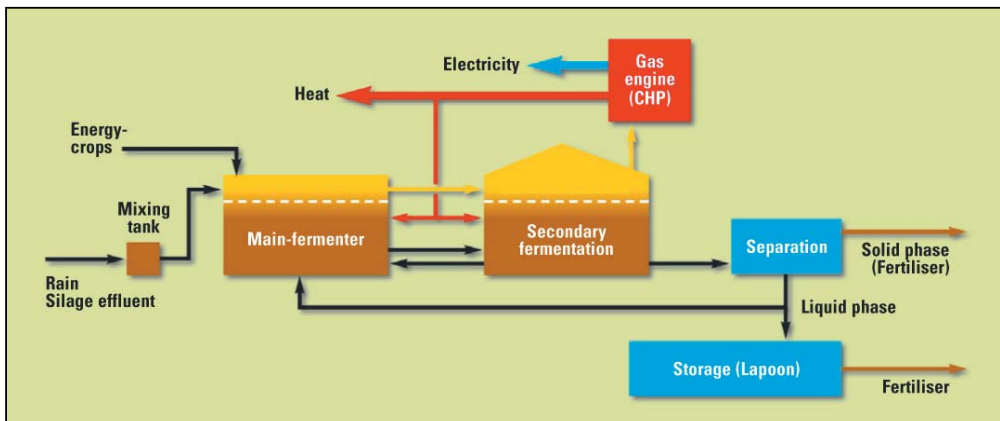 Electricity
Gas
engine
(CHP)
Heat
Energy-
crops
Mixing
tank
Main-fermenter
Secondary
fermentation
Separation
Solid phase
(Fertiliser)
Rain
Silage effluent
Liquid phase
Storage (Lapoon)
Fertiliser